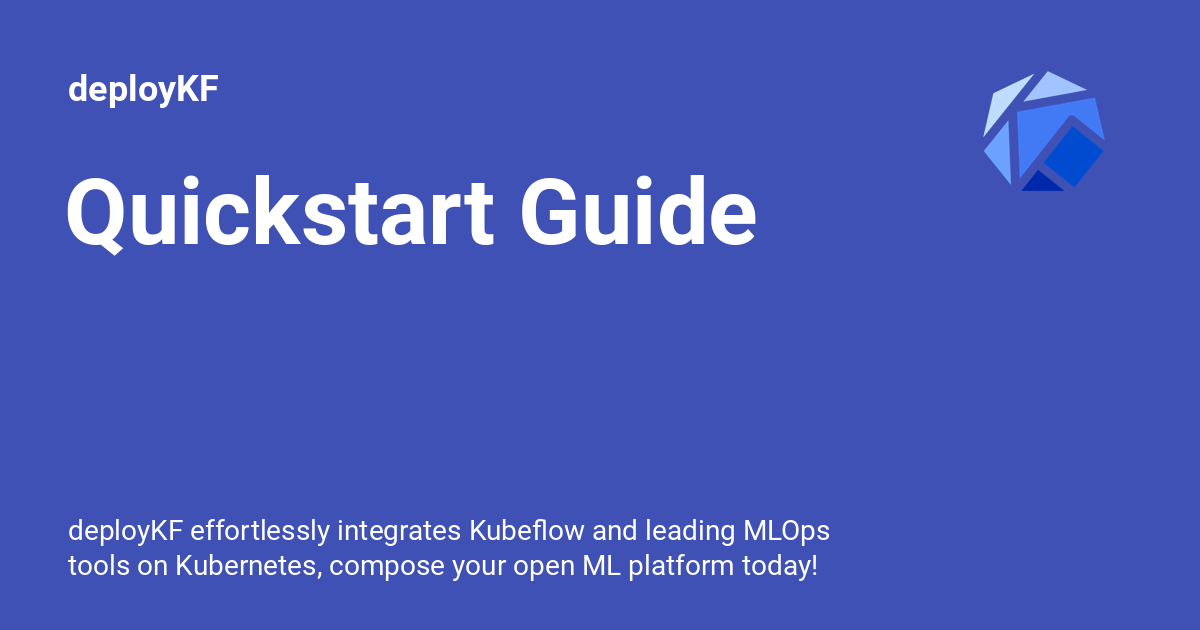 deployKF
Quickstart Guide
deployKF effortlessly integrates Kubeflow and leading MLOps
tools on Kubernetes, compose your open ML platform today!